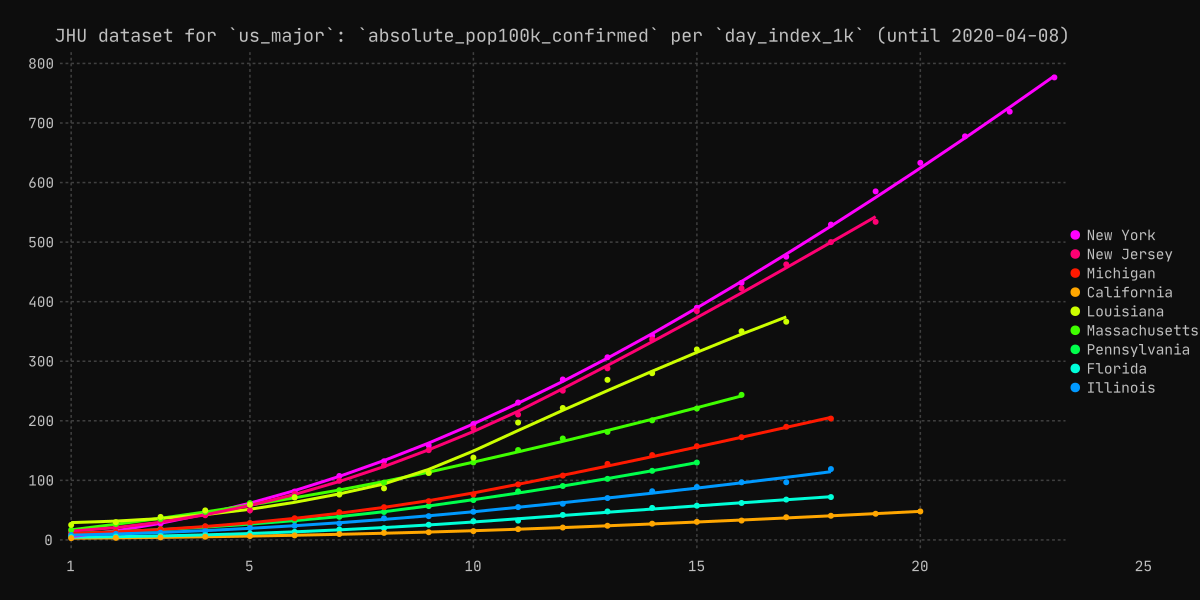 JHU dataset for `us_major`: `absolute_pop100k_confirmed` per `day_index_1k` (until 2020-04-08)
800
700
600
500
400
300
200
100
0
1 5 10 15 20 25
New York
New Jersey
Michigan
California
Louisiana
Massachusetts
Pennsylvania
Florida
Illinois